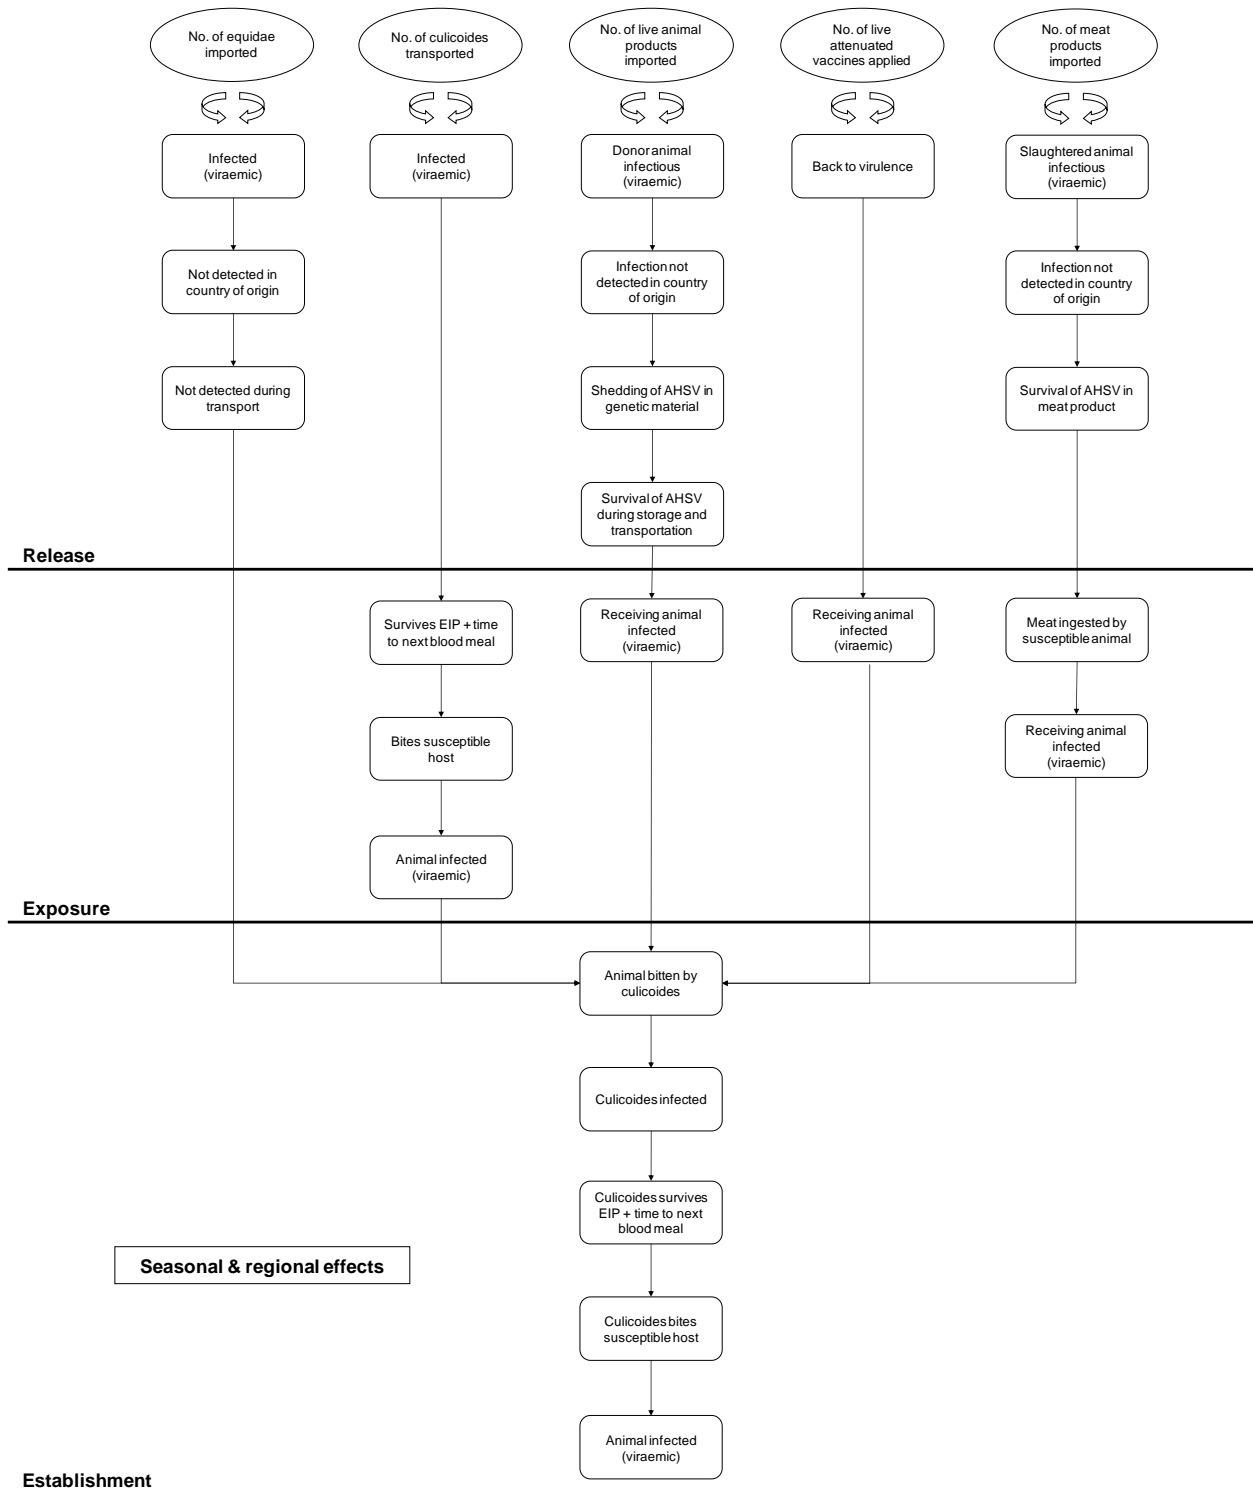 No. of equidae
imported
No. of culicoides
transported
No. of live animal
products
imported
No. of live
attenuated
vaccines applied
No. of meat
products
imported
Infected
(viraemic)
Infected
(viraemic)
Donor animal
infectious
(viraemic)
Back to virulence
Slaughtered animal
infectious
(viraemic)
Not detected in
country of origin
Infection not
detected in country
of origin
Infection not
detected in country
of origin
Not detected during
transport
Shedding of AHSV in
genetic material
Survival of AHSV in
meat product
Survival of AHSV
during storage and
transportation
Release
Survives EIP + time
to next blood meal
Receiving animal
infected
(viraemic)
Receiving animal
infected
(viraemic)
Meat ingested by
susceptible animal
Bites susceptible
host
Receiving animal
infected
(viraemic)
Animal infected
(viraemic)
Exposure
Animal bitten by
culicoides
Culicoides infected
Culicoides survives
EIP + time to next
blood meal
Seasonal & regional effects
Culicoides bites
susceptible host
Animal infected
(viraemic)
Establishment